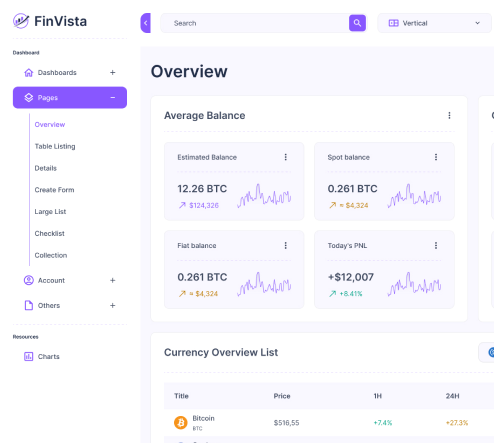 FinVista
Search
Vertical
Dashboard
Dashboards
Pages
Overview
Table Listing
Details
Create Form
Large List
Checklist
Collection
Account
Others
Resources
Charts
Overview
Average Balance
Estimated Balance
12.26 BTC
$124,326
Spot balance
0.261 BTC
≈ $4,324
Fiat balance
0.261 BTC
≈ $4,324
Today's PNL
+$12,007
+8.41%
Currency Overview List
Title Price 1H 24H
Bitcoin
BTC
$516,55 +7.4% +27.3%